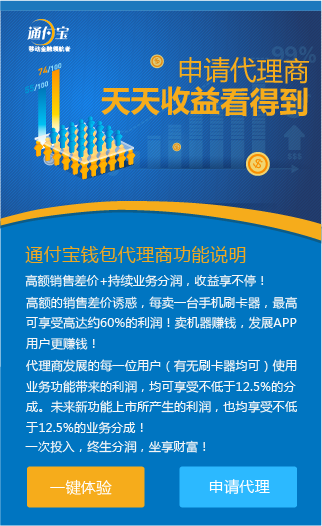 通付宝
移动金融领航者
99%
74/100
55/100
申请代理商
天天收益看得到
通付宝钱包代理商功能说明
高额销售差价+持续业务分润，收益享不停！
高额的销售差价诱惑，每卖一台手机刷卡器，最高
可享受高达约60%的利润！卖机器赚钱，发展APP
用户更赚钱！
代理商发展的每一位用户（有无刷卡器均可）使用
业务功能带来的利润，均可享受不低于12.5%的分
成。未来新功能上市所产生的利润，也均享受不低
于12.5%的业务分成！
一次投入，终生分润，坐享财富！
一键体验
申请代理